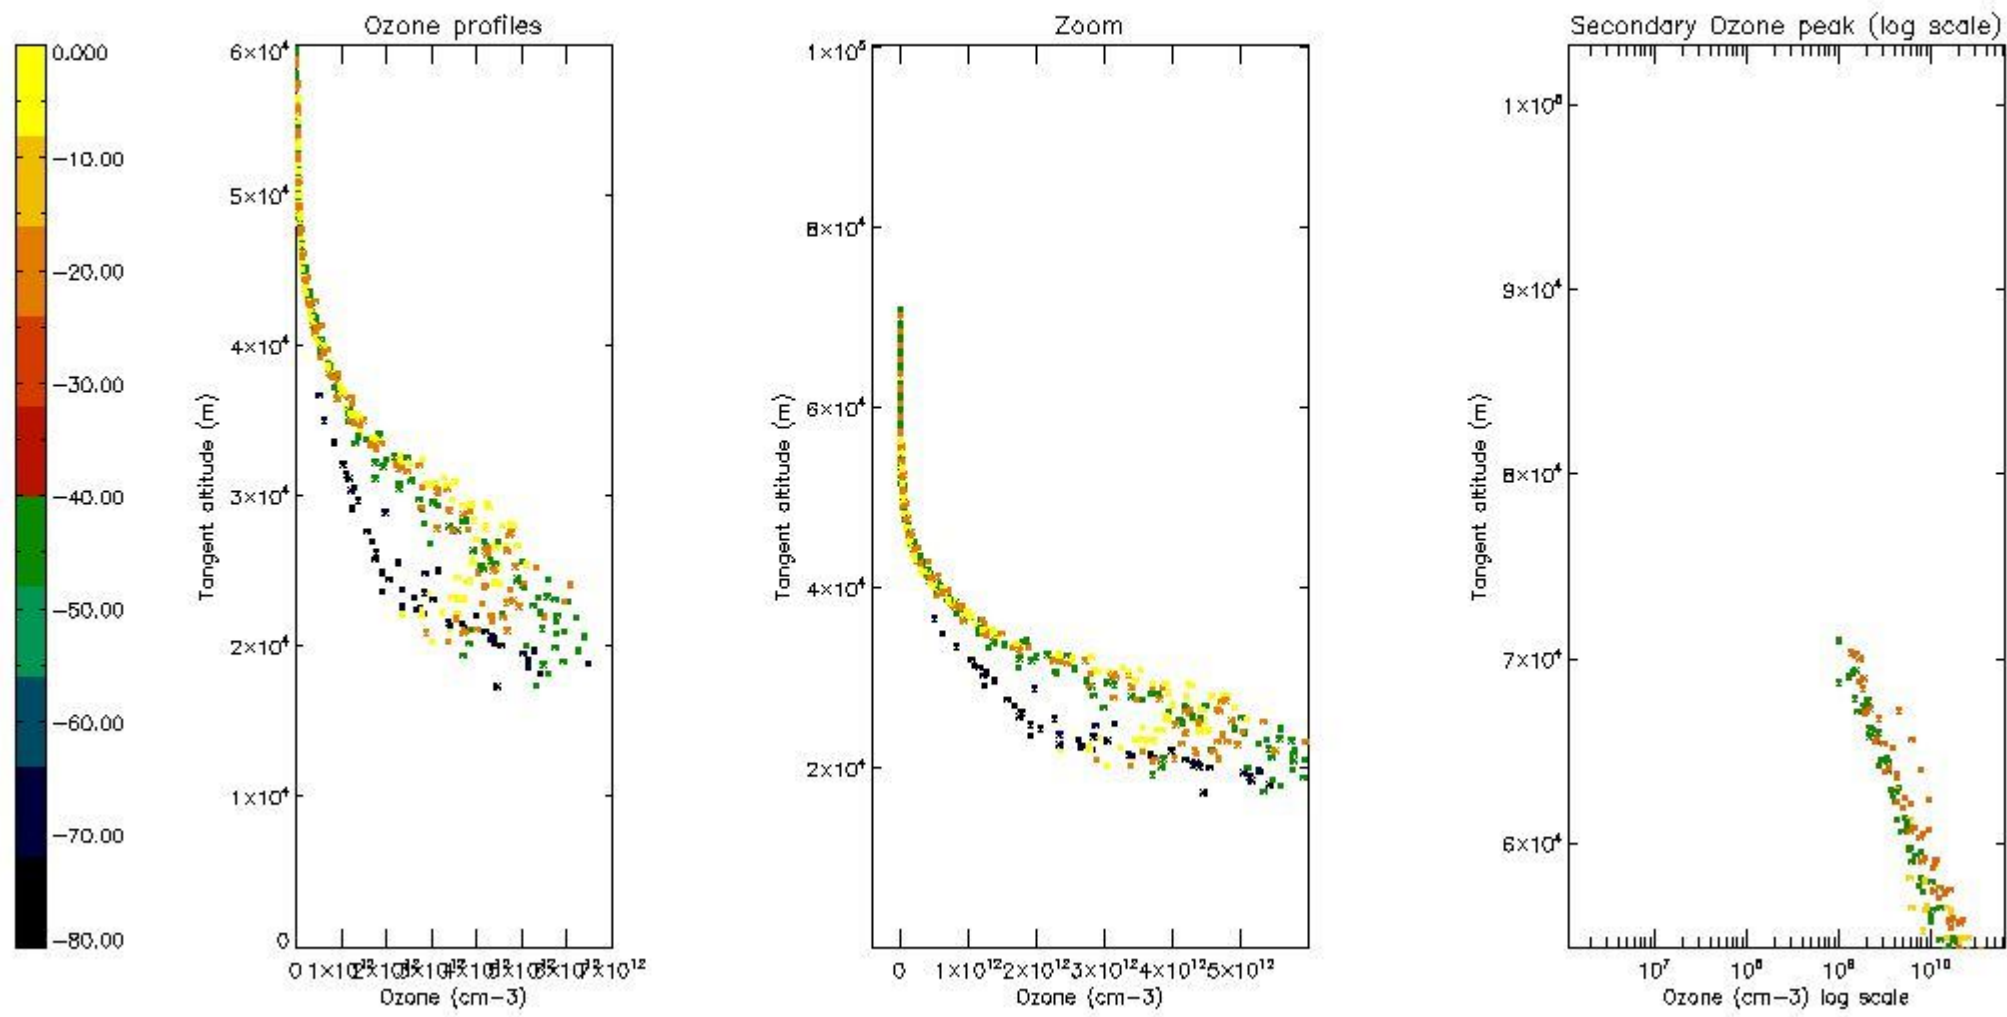 Ozone profiles
Zoom
Secondary Ozone peak (log scale)
0.000
−10.00
−20.00
−30.00
−40.00
−50.00
−60.00
−70.00
−80.00
6×10⁴
5×10⁴
4×10⁴
3×10⁴
2×10⁴
1×10⁴
0
Tangent altitude (m)
0
7×10¹²
Ozone (cm−3)
1×10⁵
8×10⁴
6×10⁴
4×10⁴
2×10⁴
Tangent altitude (m)
0 1×10¹² 2×10¹² 3×10¹² 4×10¹² 5×10¹²
Ozone (cm−3)
9×10⁴
8×10⁴
7×10⁴
6×10⁴
Tangent altitude (m)
10⁷ 10⁸ 10⁹ 10¹⁰
Ozone (cm−3) log scale